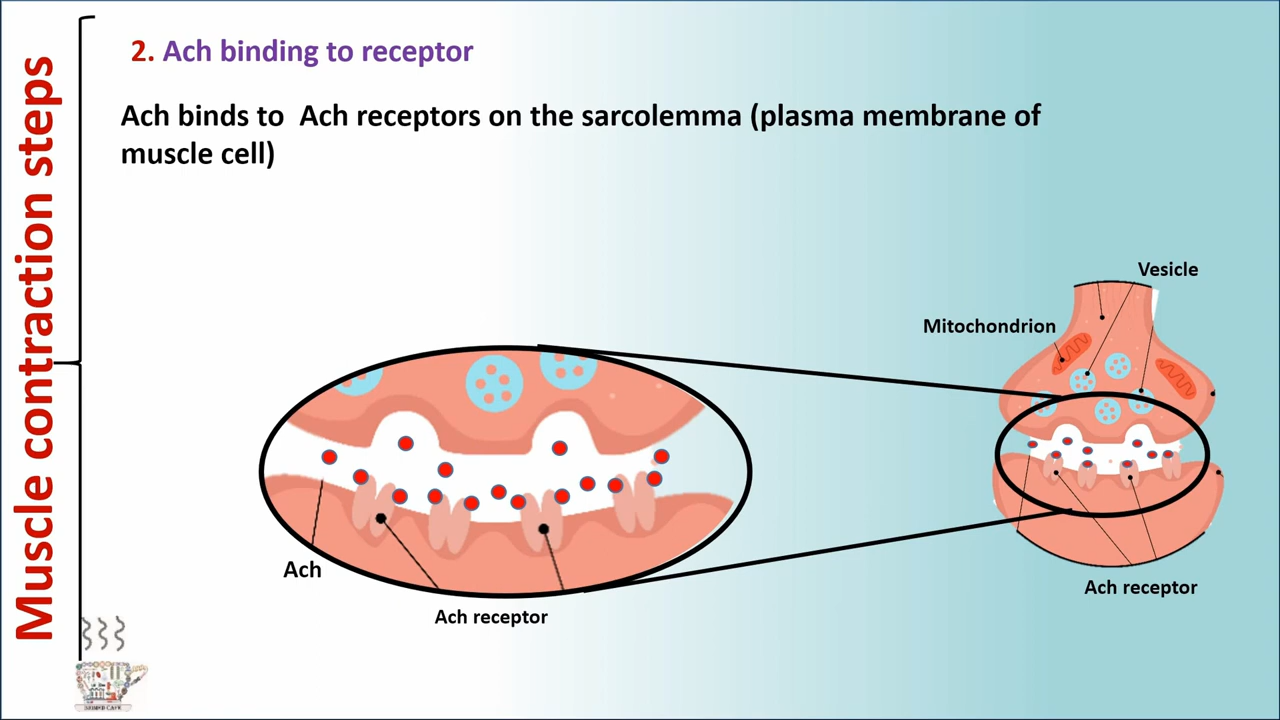 Muscle contraction steps
2. Ach binding to receptor
Ach binds to Ach receptors on the sarcolemma (plasma membrane of
muscle cell)
Vesicle
Mitochondrion
Ach
Ach receptor
Ach receptor